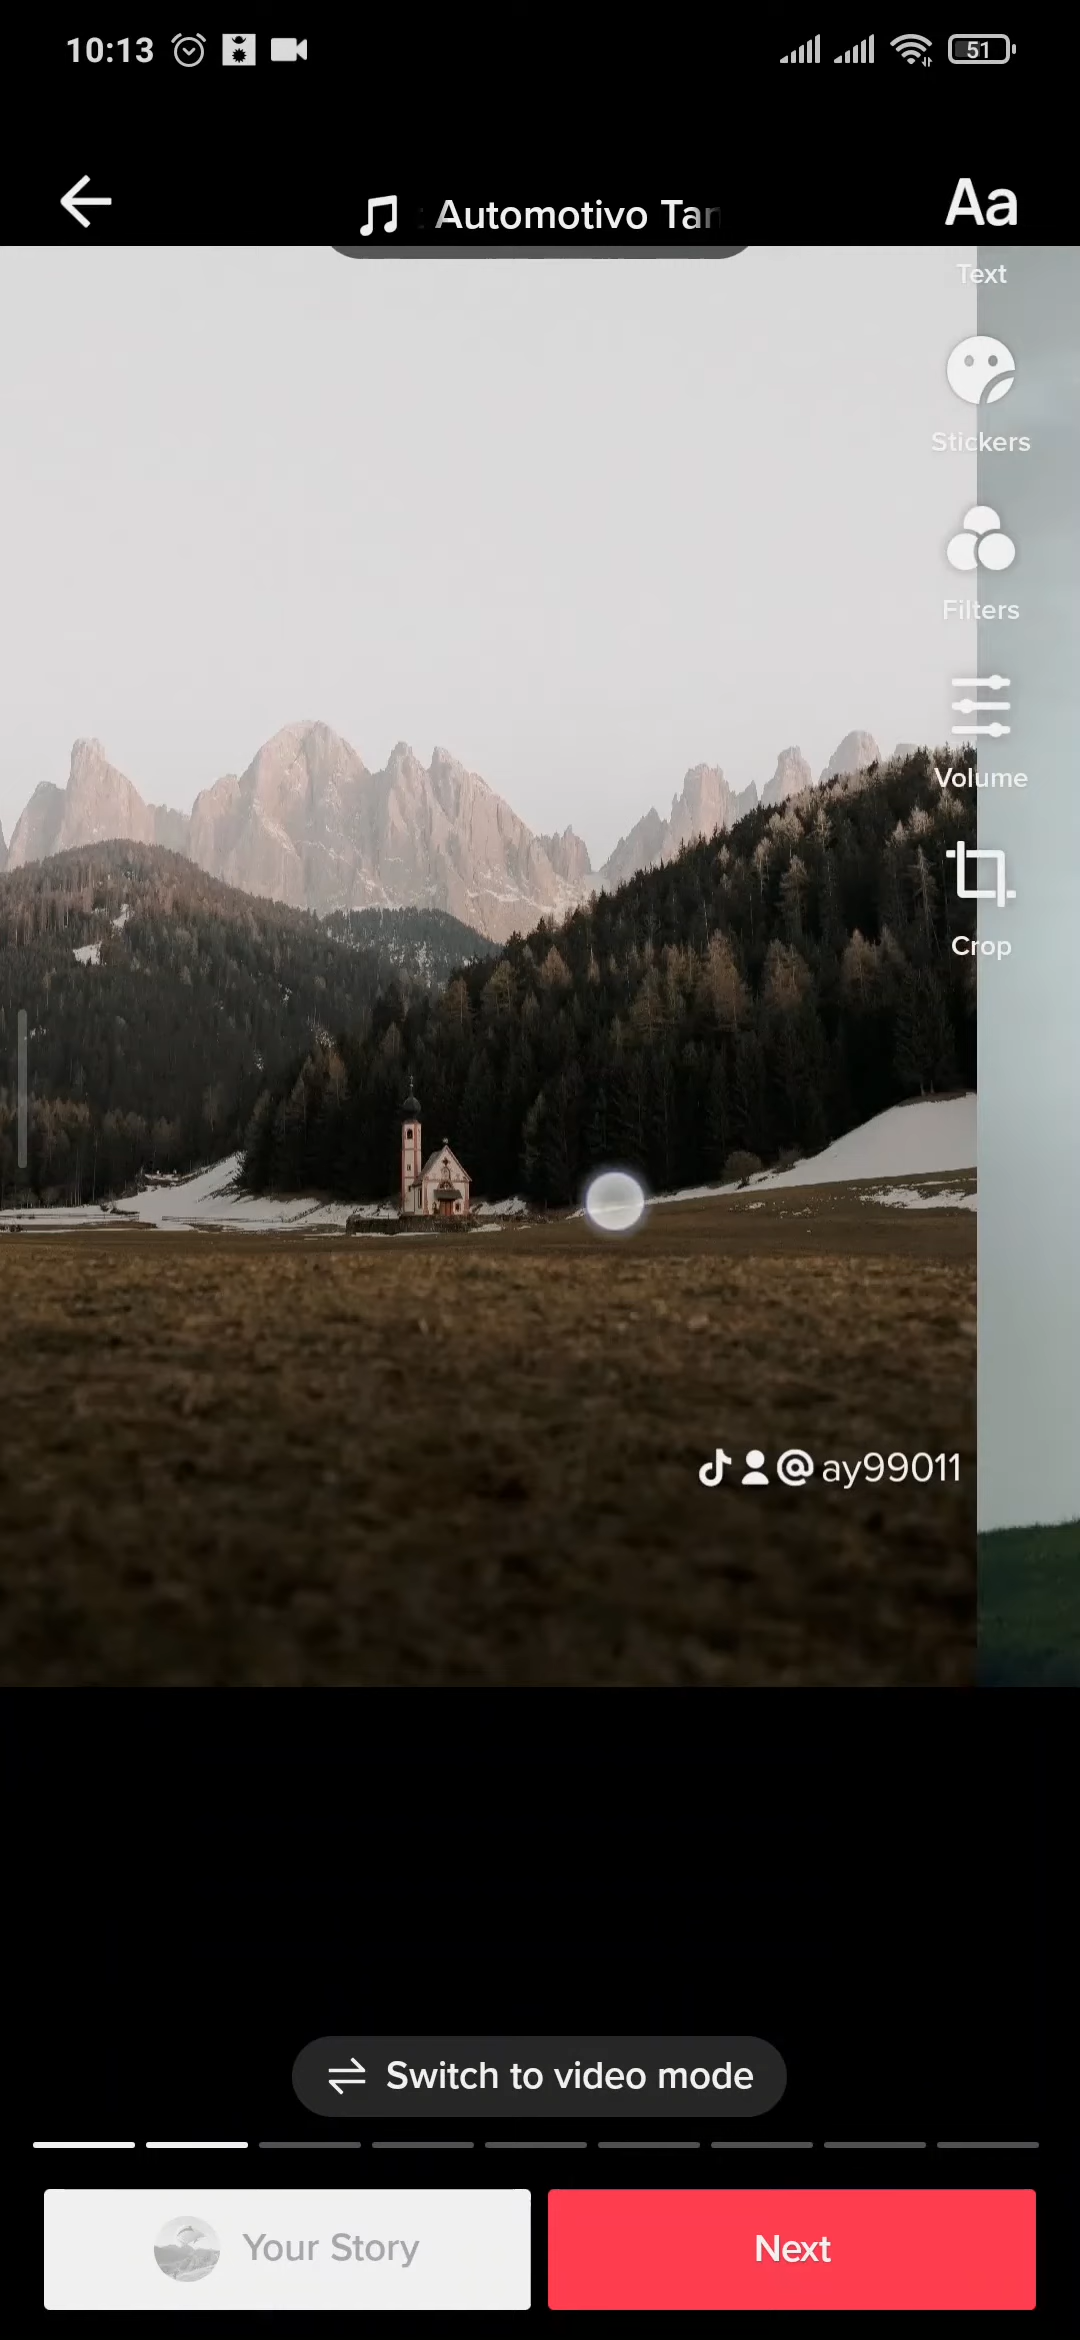 10:13
51
Automotivo Tar
Aa
Text
Stickers
Filters
Volume
Crop
@ay99011
Switch to video mode
Your Story
Next